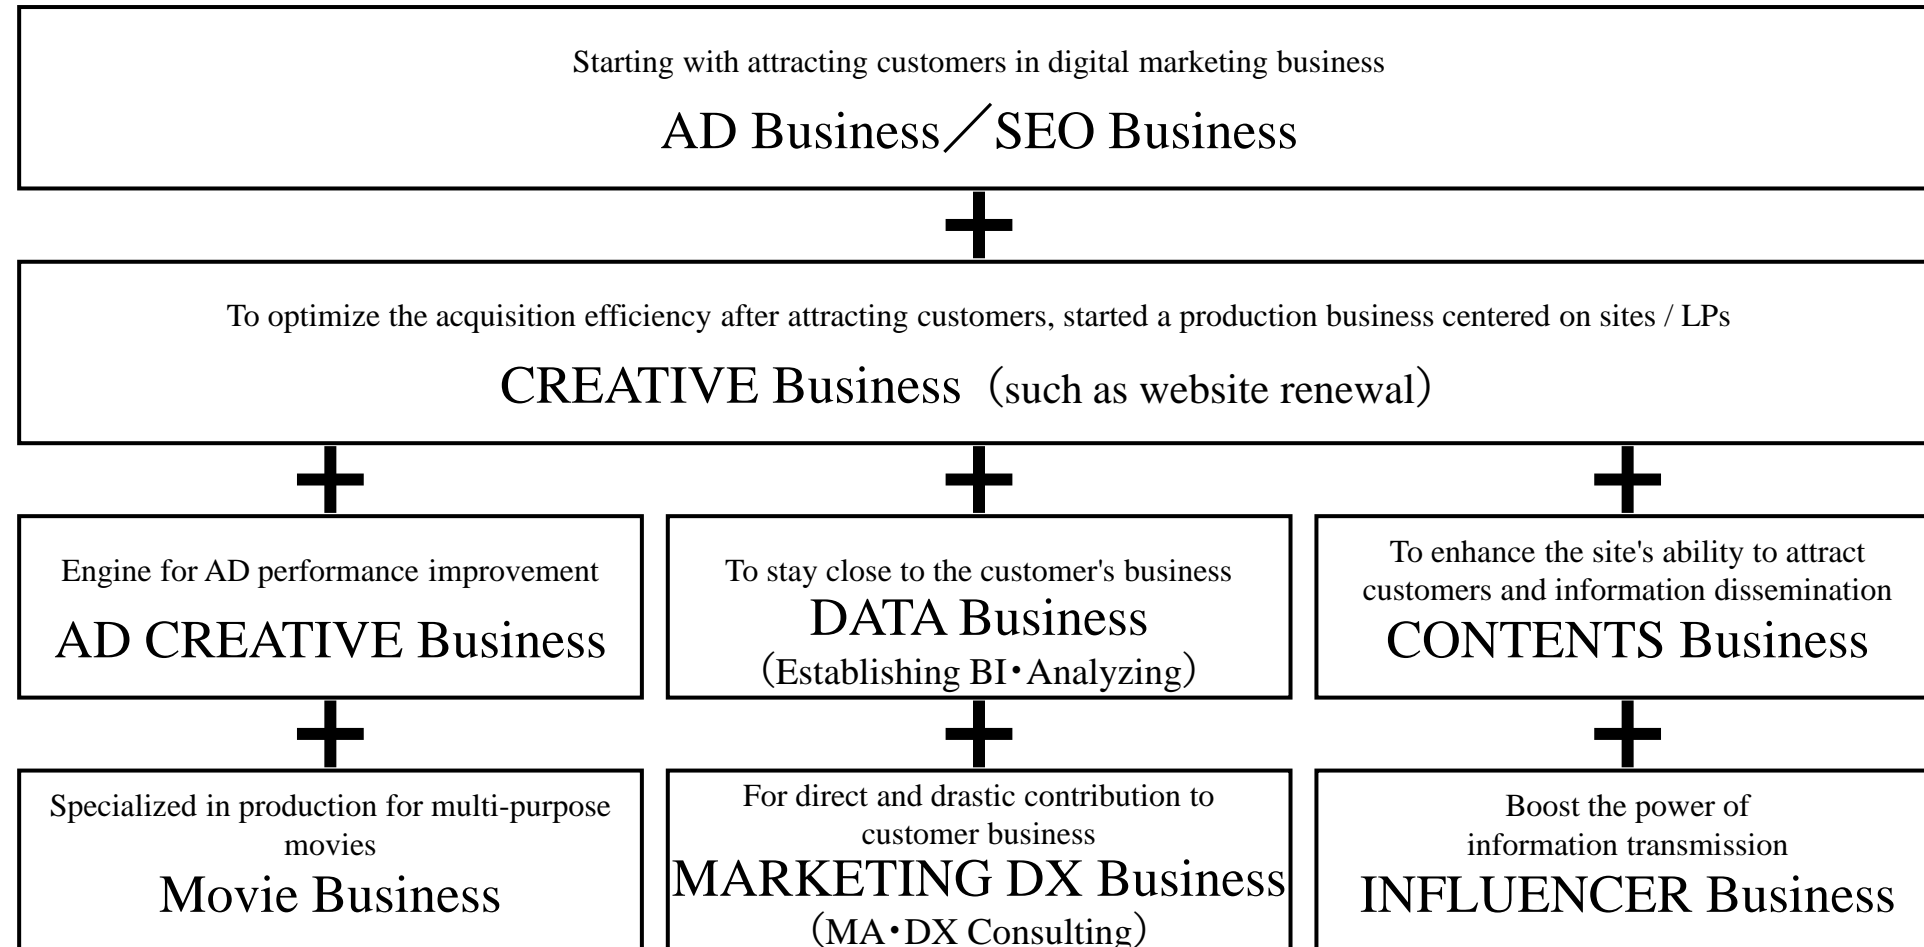 Starting with attracting customers in digital marketing business
AD Business／SEO Business
To optimize the acquisition efficiency after attracting customers, started a production business centered on sites / LPs
CREATIVE Business（such as website renewal）
Engine for AD performance improvement
AD CREATIVE Business
To stay close to the customer's business
DATA Business
（Establishing BI・Analyzing）
To enhance the site's ability to attract
customers and information dissemination
CONTENTS Business
Specialized in production for multi-purpose
movies
Movie Business
For direct and drastic contribution to
customer business
MARKETING DX Business
（MA・DX Consulting）
Boost the power of
information transmission
INFLUENCER Business